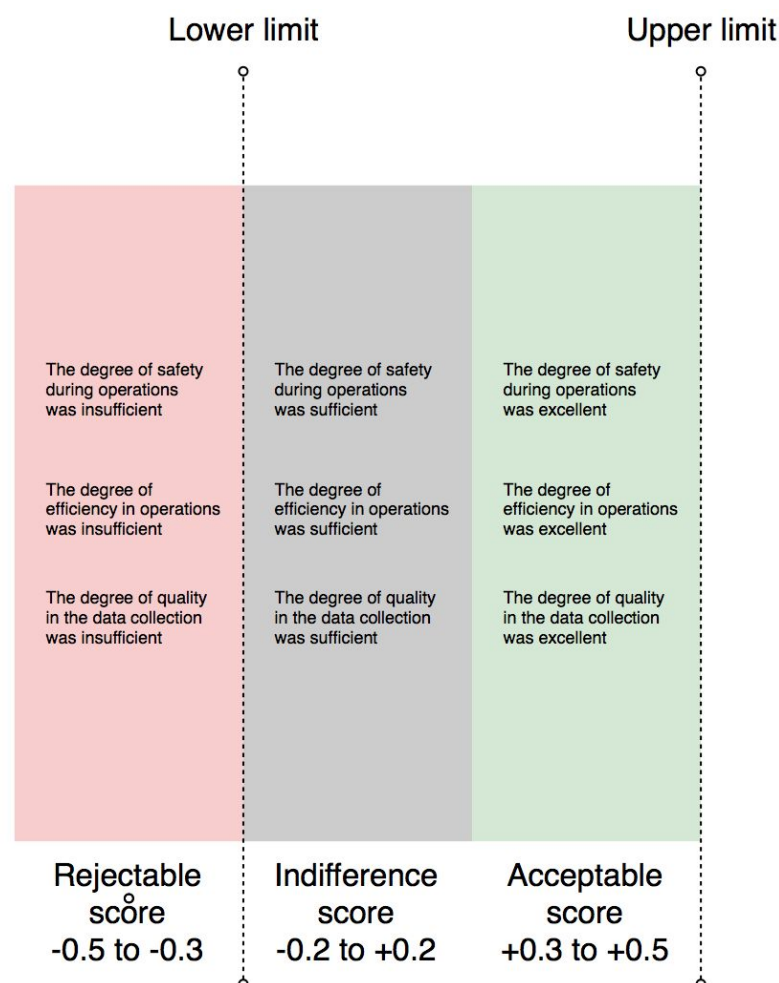 Lower limit
Upper limit
The degree of safety
during operations
was insufficient
The degree of safety
during operations
was sufficient
The degree of safety
during operations
was excellent
The degree of
efficiency in operations
was insufficient
The degree of
efficiency in operations
was sufficient
The degree of
efficiency in operations
was excellent
The degree of quality
in the data collection
was insufficient
The degree of quality
in the data collection
was sufficient
The degree of quality
in the data collection
was excellent
Rejectable
score
-0.5 to -0.3
Indifference
score
-0.2 to +0.2
Acceptable
score
+0.3 to +0.5